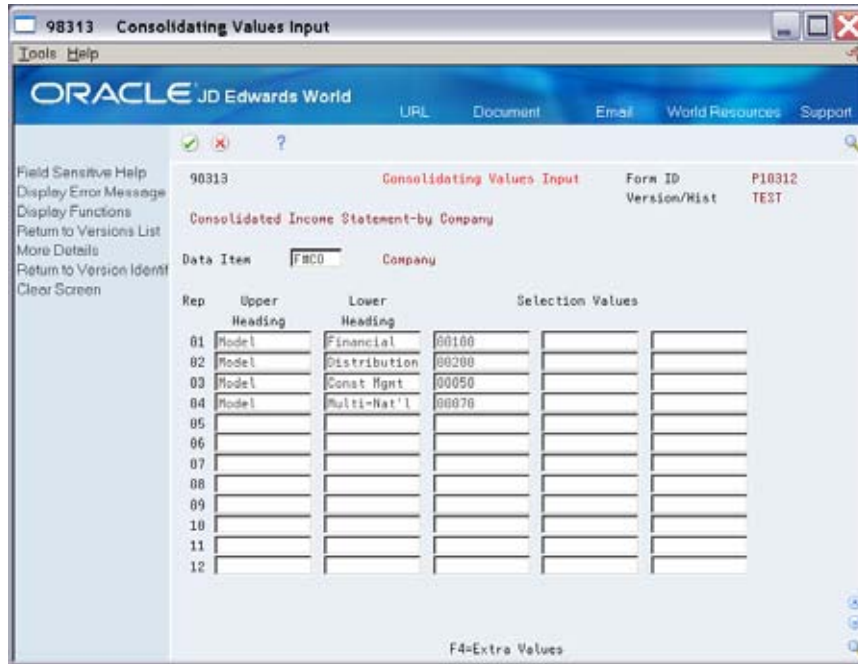 98313 Consolidating Values Input
Tools Help
ORACLE JD Edwards World
URL Document Email World Resources Support
?
Field Sensitive Help
Display Error Message
Display Functions
Return to Versions List
More Details
Return to Version Identif
Clear Screen
98313 Consolidating Values Input Form ID P10312
Version/Hist TEST
Consolidated Income Statement-by Company
Data Item FMCO Company
Rep Upper Lower Selection Values
Heading Heading
01 Model Financial 00100
02 Model Distribution 00200
03 Model Const Mgmt 00050
04 Model Multi-Nat'l 00070
05
06
07
08
09
10
11
12
F4=Extra Values